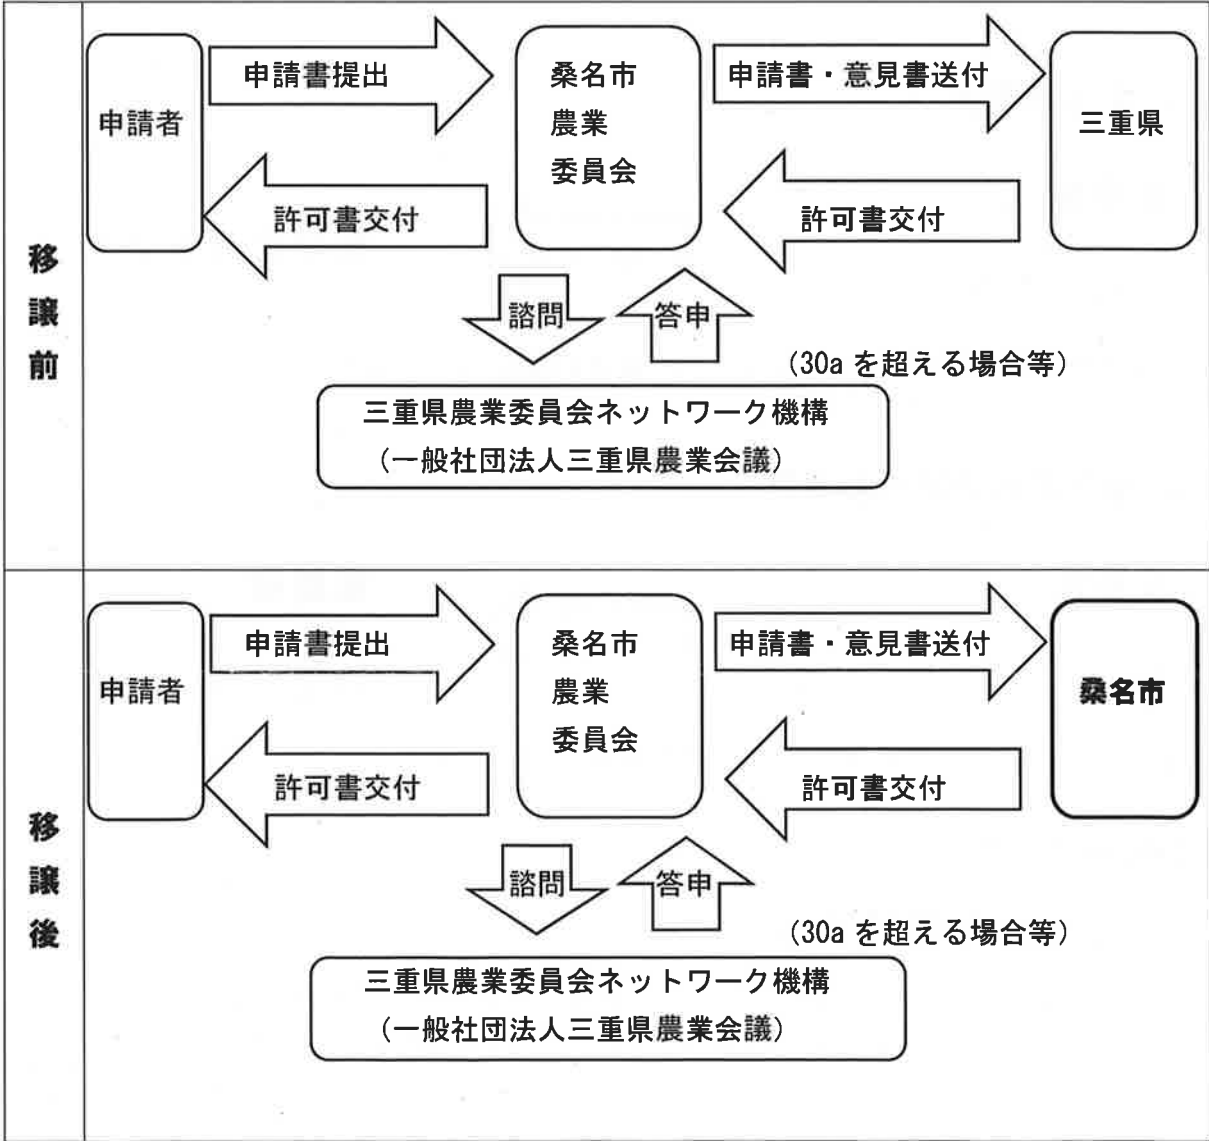 移譲前
申請者
申請書提出
桑名市
農業
委員会
申請書・意見書送付
三重県
許可書交付
許可書交付
諮問
答申
（30a を超える場合等）
三重県農業委員会ネットワーク機構
（一般社団法人三重県農業会議）
移譲後
申請者
申請書提出
桑名市
農業
委員会
申請書・意見書送付
桑名市
許可書交付
許可書交付
諮問
答申
（30a を超える場合等）
三重県農業委員会ネットワーク機構
（一般社団法人三重県農業会議）